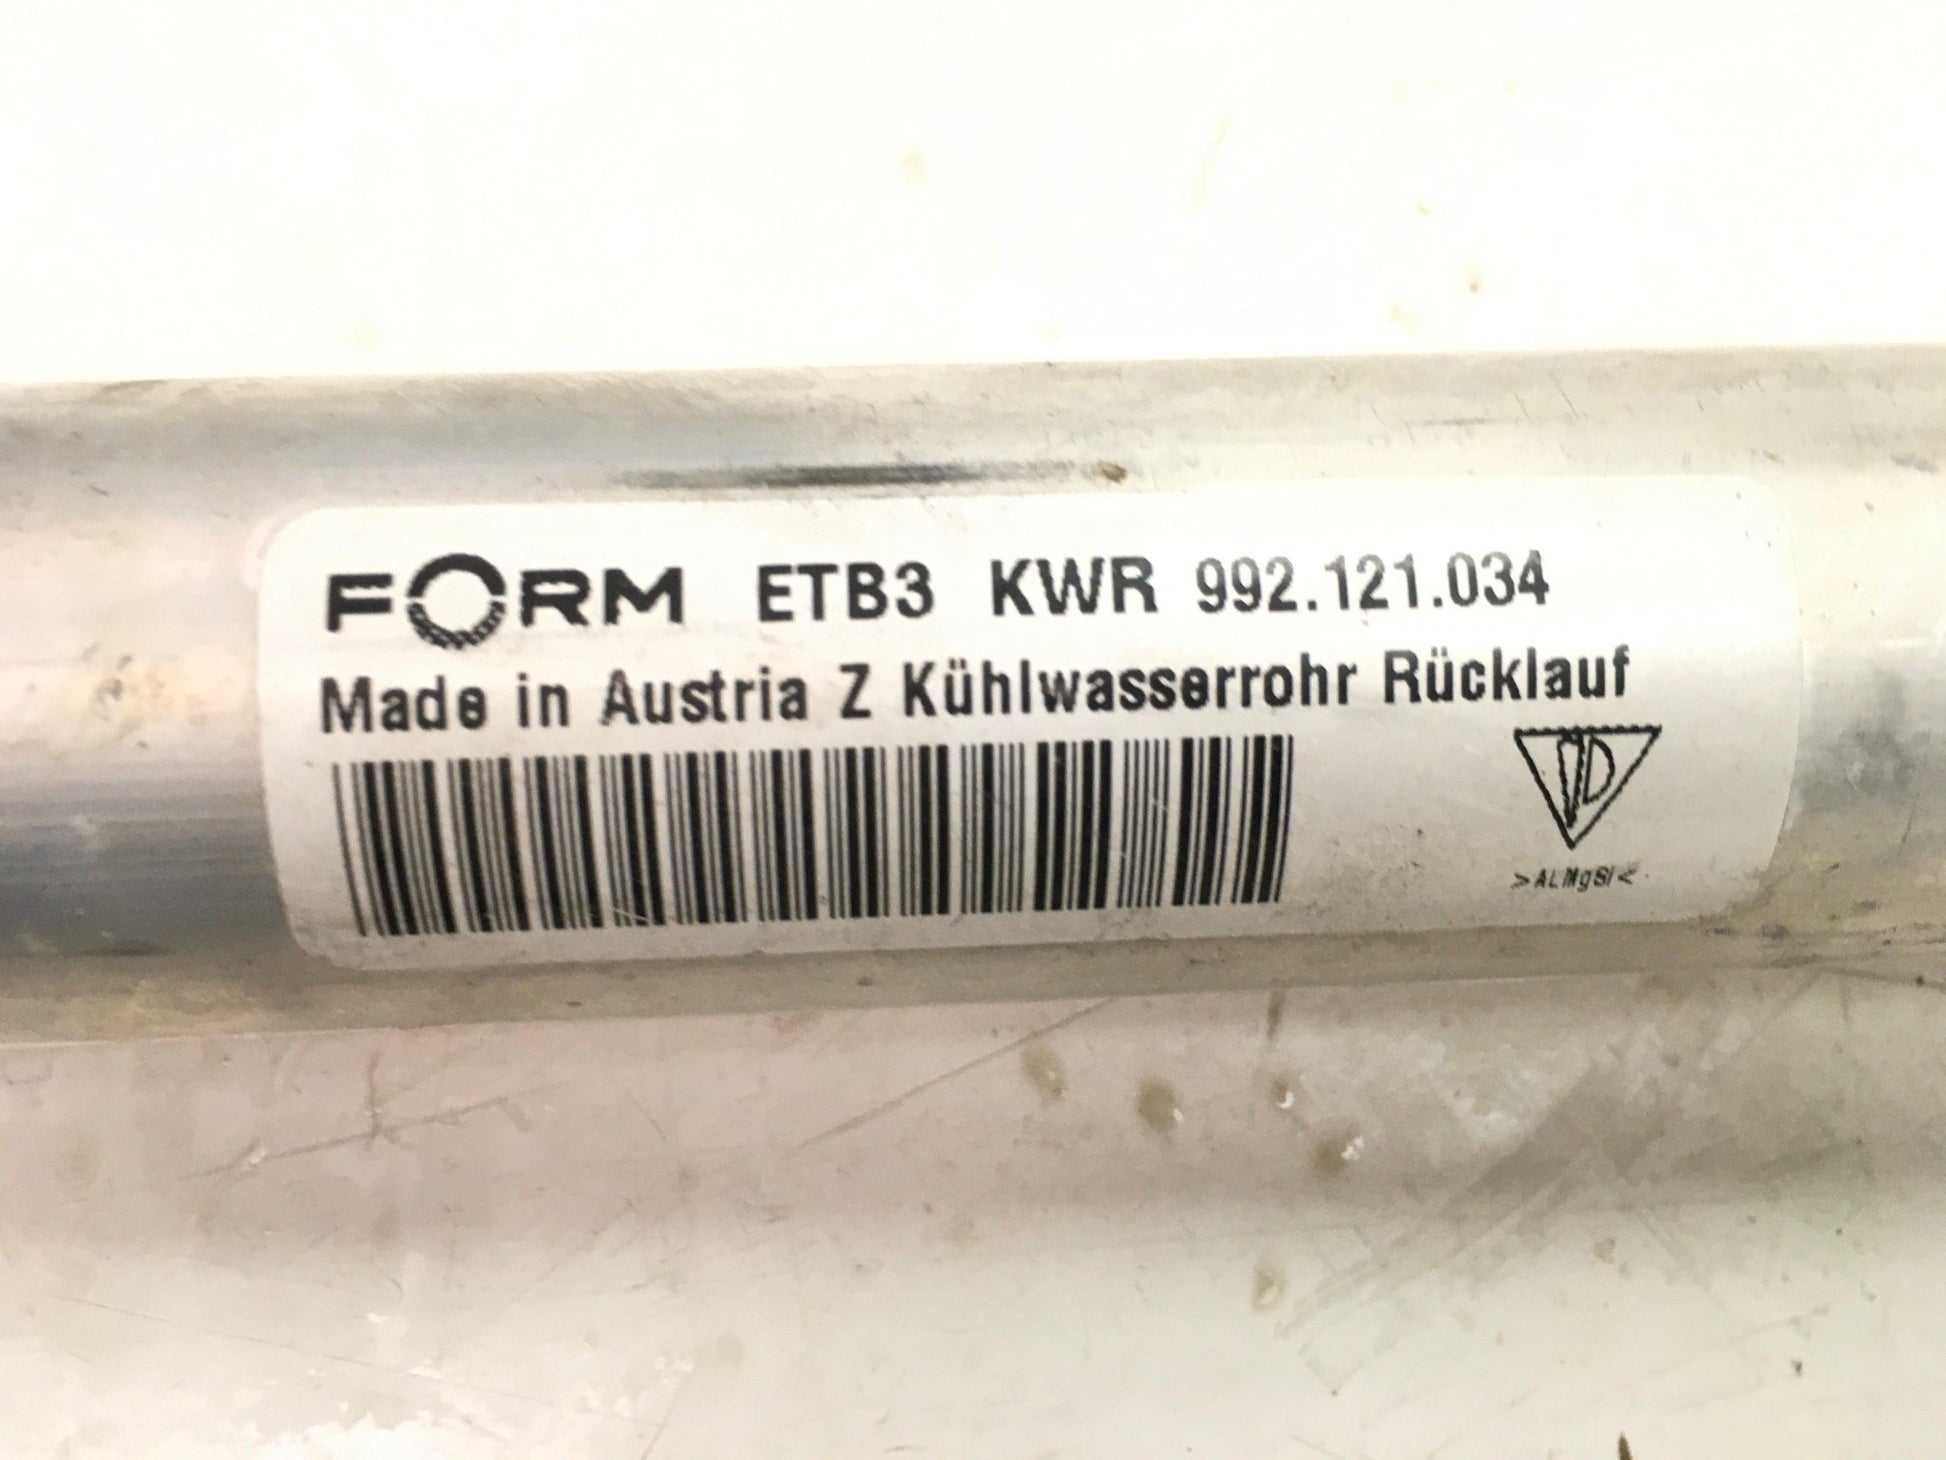 FORM ETB3 KWR 992.121.034
Made in Austria Z Kühlwasserrohr Rücklauf
>ALMgSI<